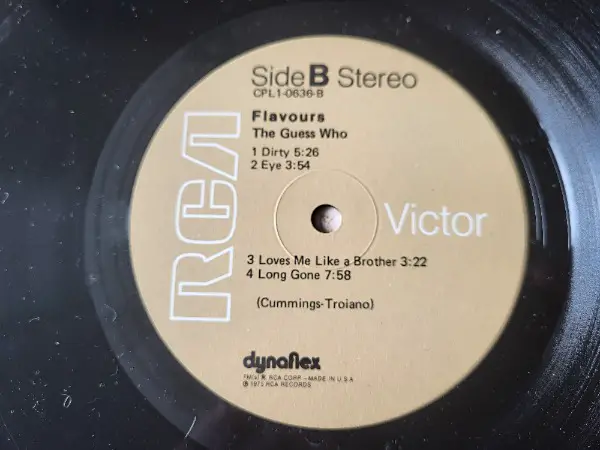 Side B Stereo
CPL1-0636-B
Flavours
The Guess Who
1 Dirty 5:26
2 Eye 3:54
RCA
Victor
3 Loves Me Like a Brother 3:22
4 Long Gone 7:58
(Cummings-Troiano)
dynaflex
TM(s) ® RCA CORP.-MADE IN U.S.A
℗ 1975 RCA RECORDS